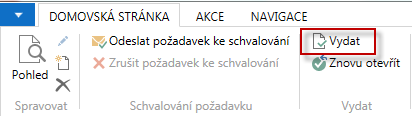 DOMOVSKÁ STRÁNKA AKCE NAVIGACE
Pohled
Odeslat požadavek ke schvalování
Zrušit požadavek ke schvalování
Vydat
Znovu otevřít
Spravovat Schvalování požadavku Vydat